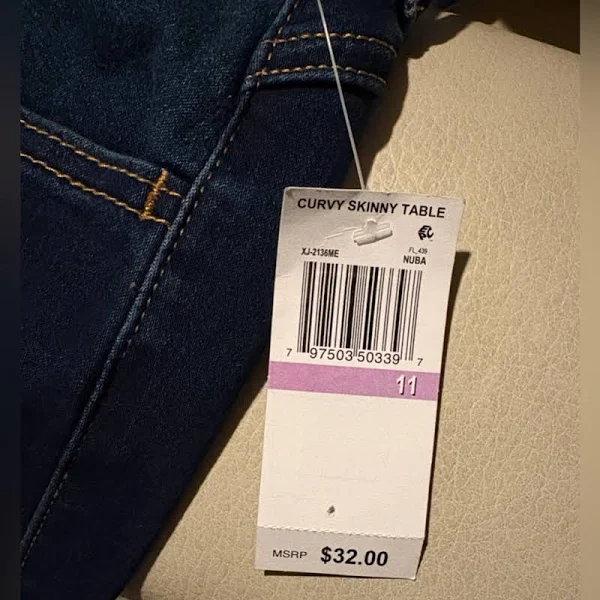 CURVY SKINNY TABLE
XJ-2136ME
FL_439
NUBA
7 97503 50339 7
11
MSRP $32.00